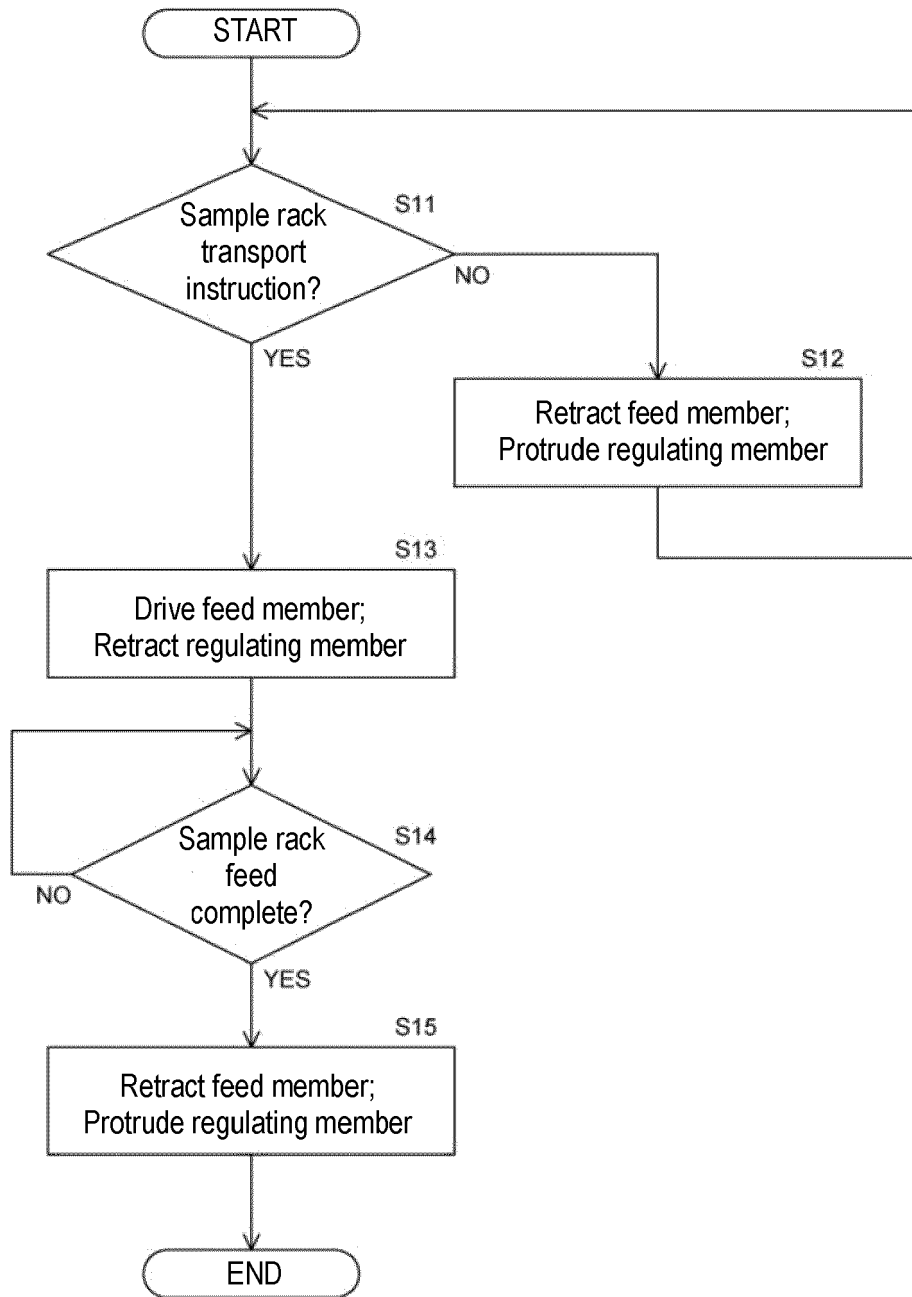 START
S11
Sample rack
transport
instruction?
NO
YES
S12
Retract feed member;
Protrude regulating member
S13
Drive feed member;
Retract regulating member
S14
Sample rack
feed
complete?
NO
YES
S15
Retract feed member;
Protrude regulating member
END